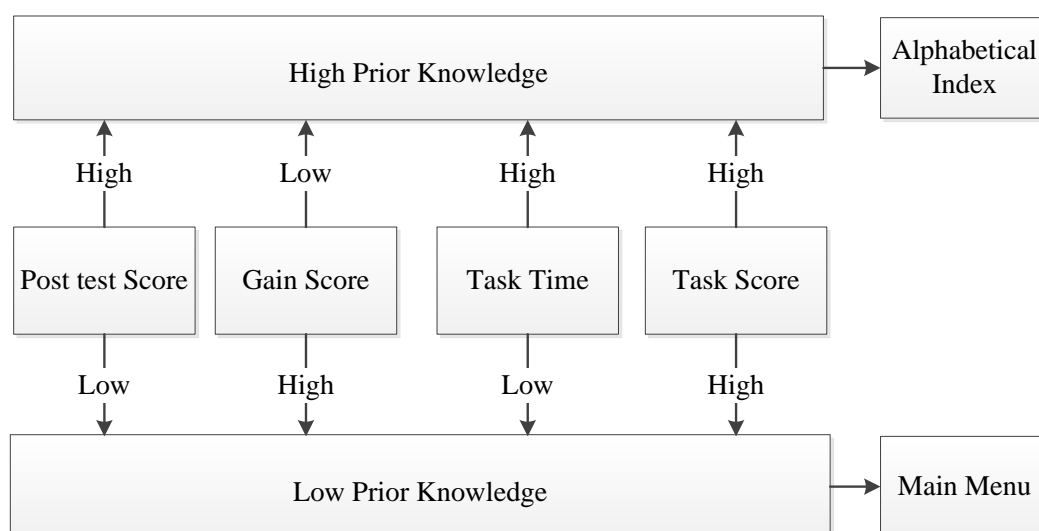 High Prior Knowledge
Alphabetical
Index
High
Low
High
High
Post test Score
Gain Score
Task Time
Task Score
Low
High
Low
High
Low Prior Knowledge
Main Menu